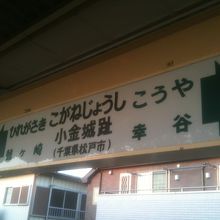 ひれがさき こがねじょうし こうや
鰭ヶ崎 小金城趾 幸谷
(千葉県松戸市)